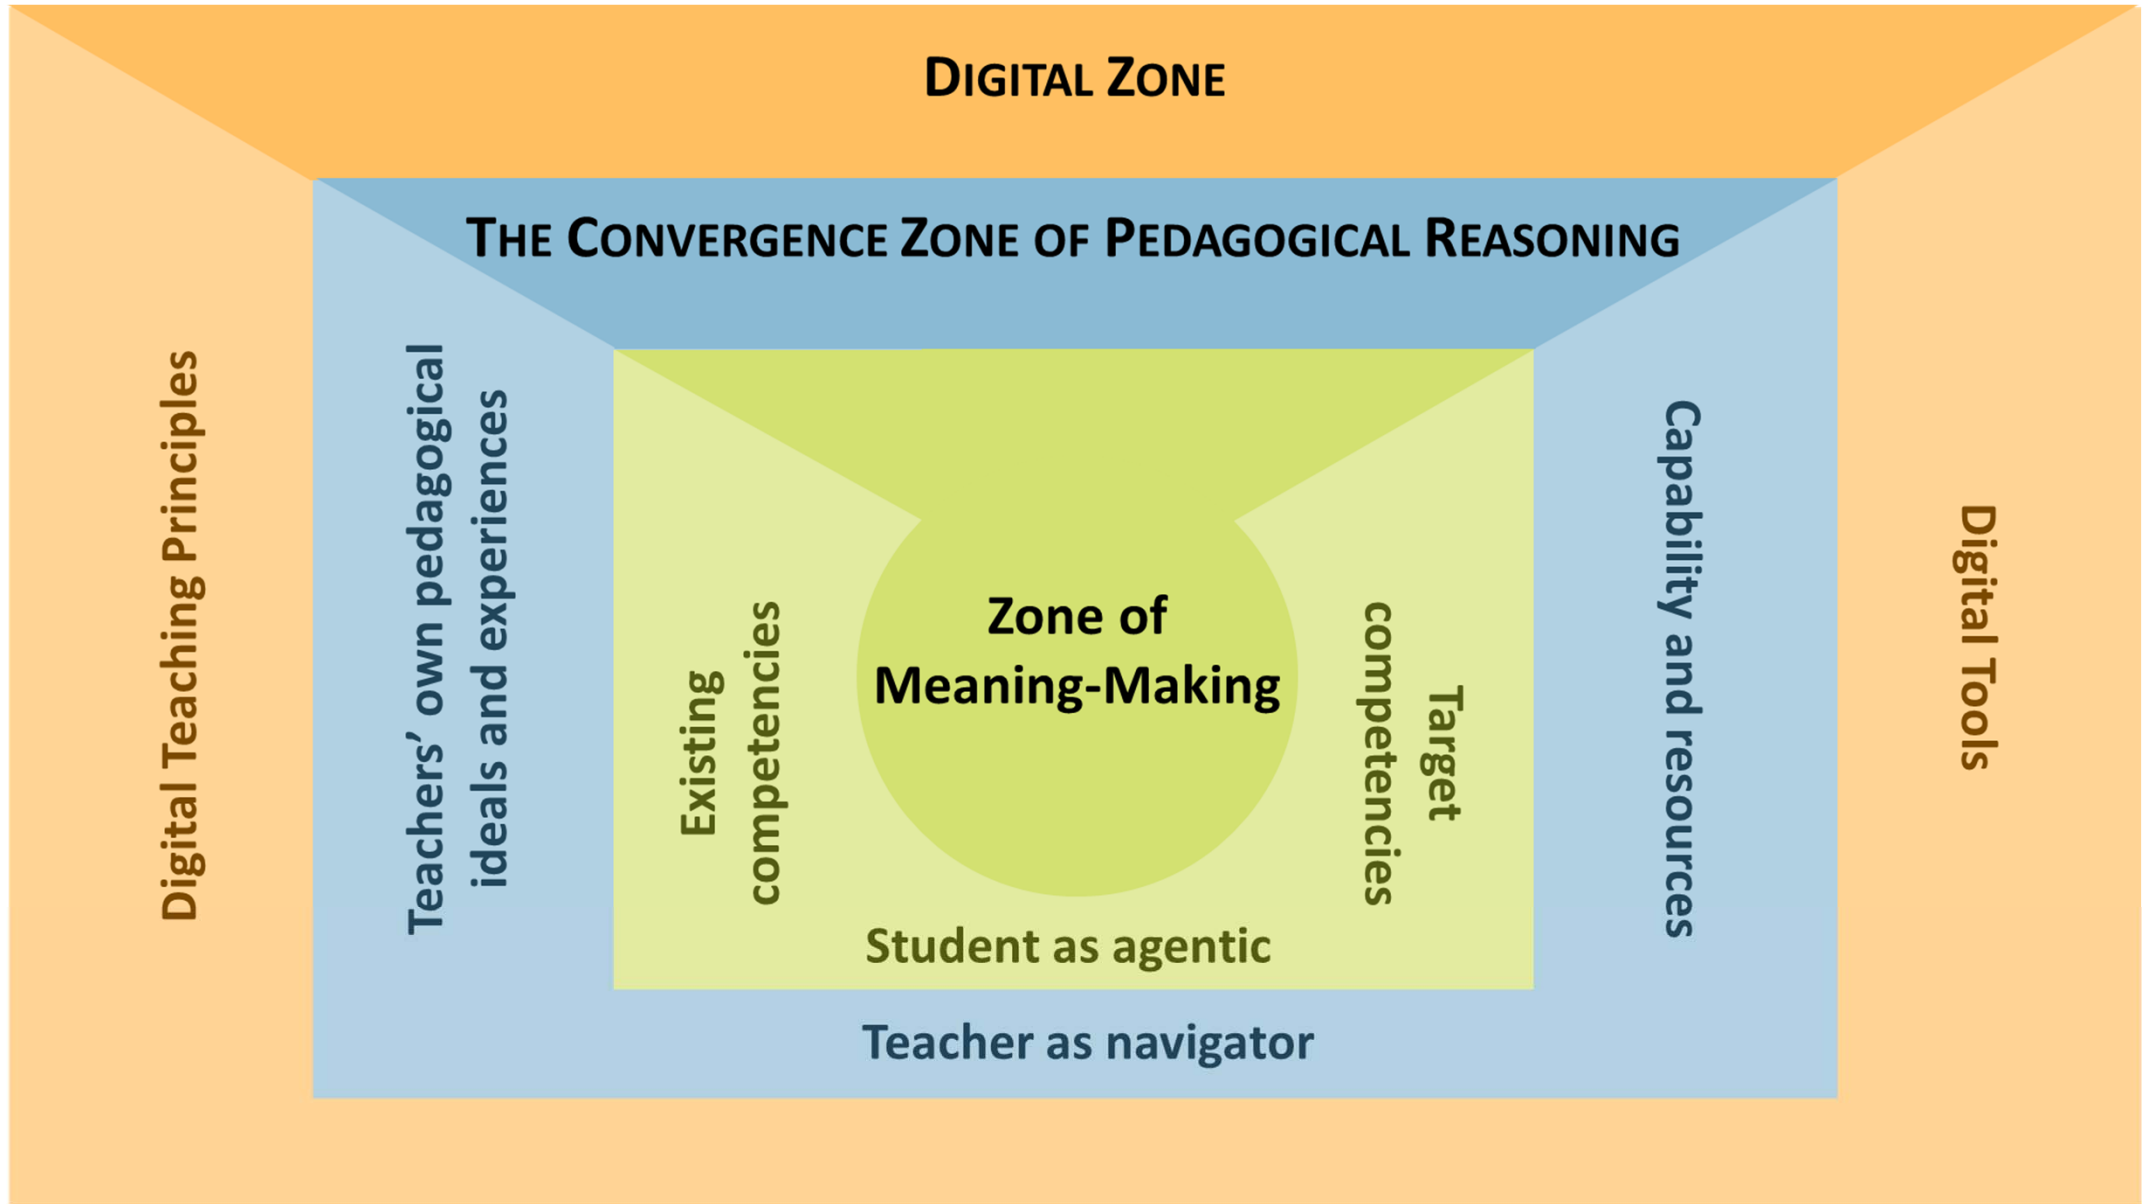 DIGITAL ZONE
THE CONVERGENCE ZONE OF PEDAGOGICAL REASONING
Digital Teaching Principles
Teachers’ own pedagogical
ideals and experiences
Existing
competencies
Zone of
Meaning-Making
Target
competencies
Capability and resources
Digital Tools
Student as agentic
Teacher as navigator